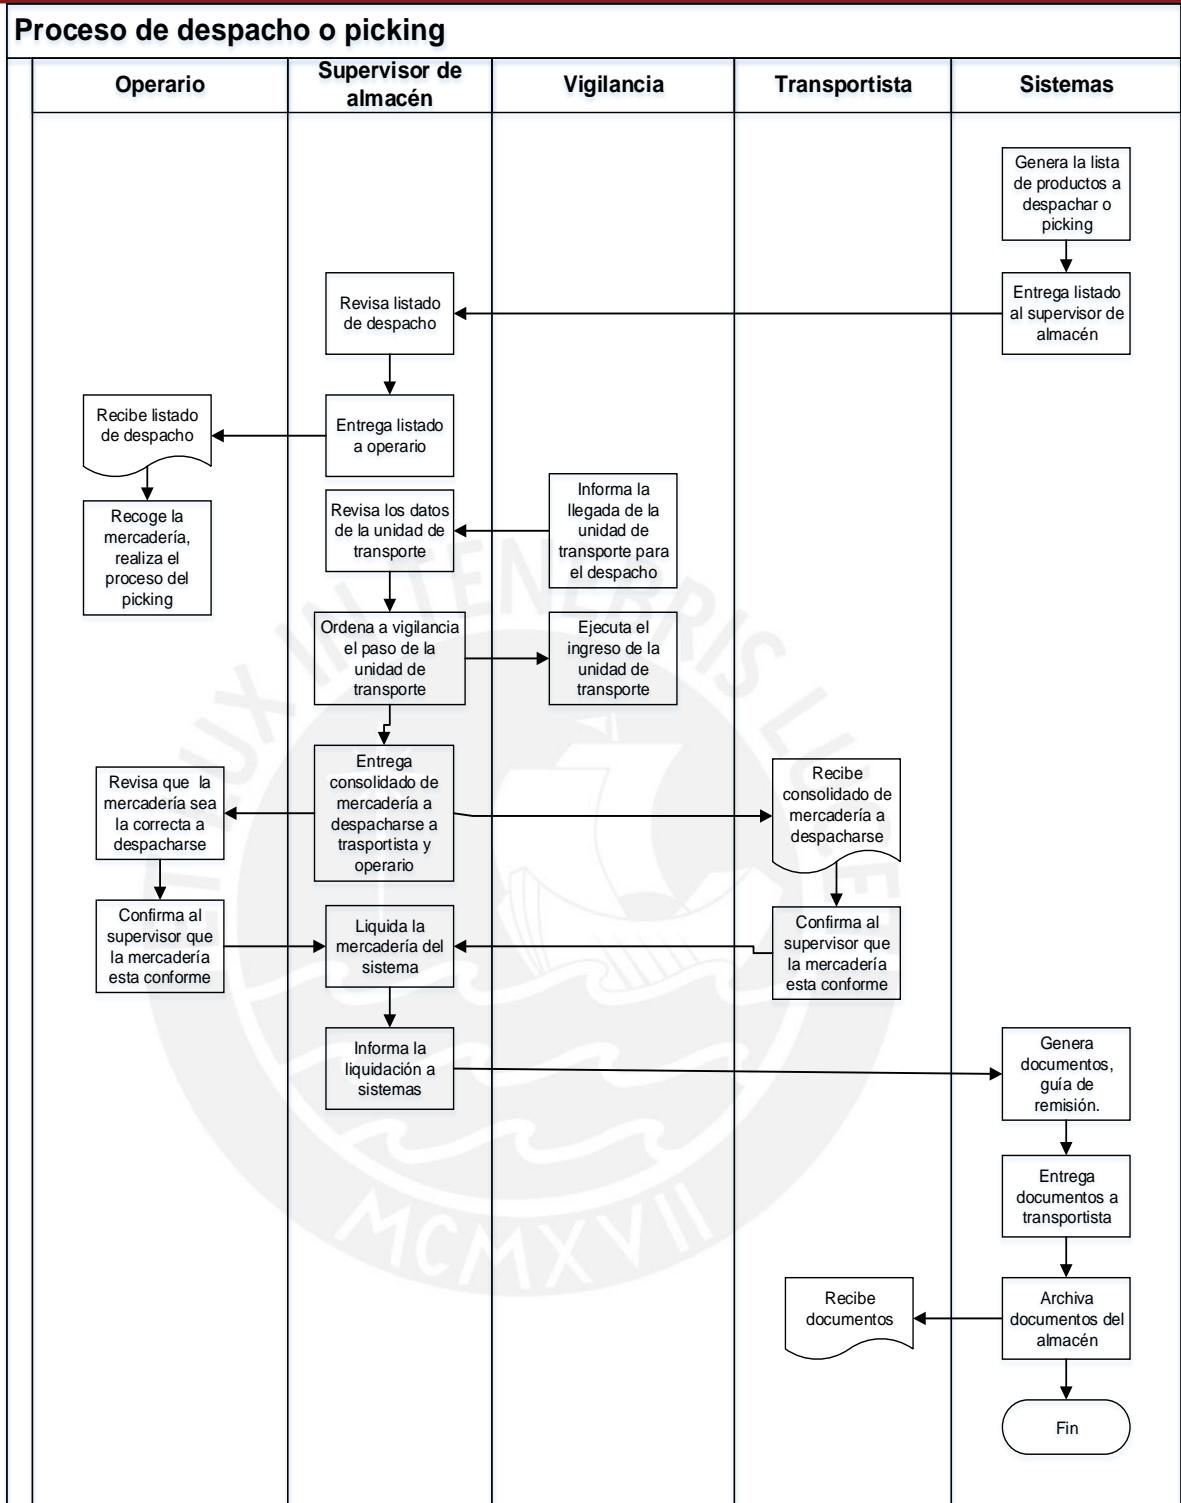 Proceso de despacho o picking
Operario
Supervisor de
almacén
Vigilancia
Transportista
Sistemas
Genera la lista
de productos a
despachar o
picking
Revisa listado
de despacho
Entrega listado
al supervisor de
almacén
Recibe listado
de despacho
Entrega listado
a operario
Recoge la
mercadería,
realiza el
proceso del
picking
Revisa los datos
de la unidad de
transporte
Informa la
llegada de la
unidad de
transporte para
el despacho
Ordena a vigilancia
el paso de la
unidad de
transporte
Ejecuta el
ingreso de la
unidad de
transporte
Revisa que la
mercadería sea
la correcta a
despacharse
Entrega
consolidado de
mercadería a
despacharse a
trasportista y
operario
Recibe
consolidado de
mercadería a
despacharse
Confirma al
supervisor que
la mercadería
esta conforme
Liquida la
mercadería del
sistema
Confirma al
supervisor que
la mercadería
esta conforme
Informa la
liquidación a
sistemas
Genera
documentos,
guía de
remisión.
Entrega
documentos a
transportista
Recibe
documentos
Archiva
documentos del
almacén
Fin
ET LUX IN TENEBRIS LUCET
MCMXVII